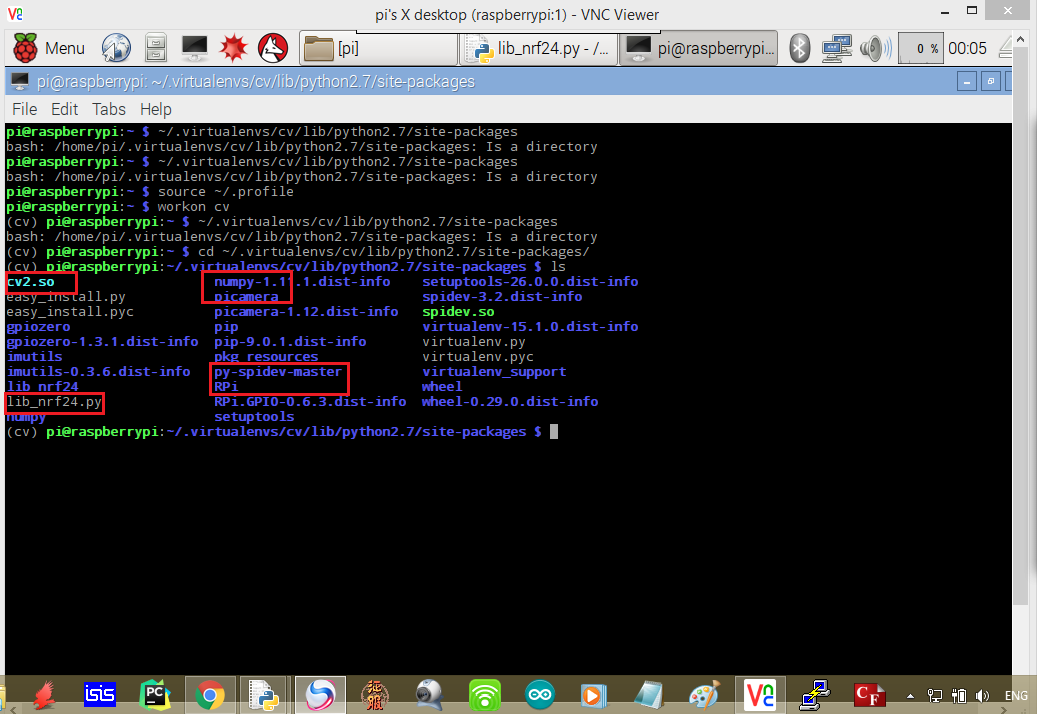 VE pi's X desktop (raspberrypi:1) - VNC Viewer
Menu [pi] lib_nrf24.py - /... pi@raspberrypi... 0 % 00:05
pi@raspberrypi: ~/.virtualenvs/cv/lib/python2.7/site-packages
File Edit Tabs Help
pi@raspberrypi:~ $ ~/.virtualenvs/cv/lib/python2.7/site-packages
bash: /home/pi/.virtualenvs/cv/lib/python2.7/site-packages: Is a directory
pi@raspberrypi:~ $ ~/.virtualenvs/cv/lib/python2.7/site-packages
bash: /home/pi/.virtualenvs/cv/lib/python2.7/site-packages: Is a directory
pi@raspberrypi:~ $ source ~/.profile
pi@raspberrypi:~ $ workon cv
(cv) pi@raspberrypi:~ $ ~/.virtualenvs/cv/lib/python2.7/site-packages
bash: /home/pi/.virtualenvs/cv/lib/python2.7/site-packages: Is a directory
(cv) pi@raspberrypi:~ $ cd ~/.virtualenvs/cv/lib/python2.7/site-packages/
(cv) pi@raspberrypi:~/.virtualenvs/cv/lib/python2.7/site-packages $ ls
cv2.so numpy-1.11.1.dist-info setuptools-26.0.0.dist-info
easy_install.py picamera spidev-3.2.dist-info
easy_install.pyc picamera-1.12.dist-info spidev.so
gpiozero pip virtualenv-15.1.0.dist-info
gpiozero-1.3.1.dist-info pip-9.0.1.dist-info virtualenv.py
imutils pkg_resources virtualenv.pyc
imutils-0.3.6.dist-info py-spidev-master virtualenv_support
lib_nrf24 RPi wheel
lib_nrf24.py RPi.GPIO-0.6.3.dist-info wheel-0.29.0.dist-info
numpy setuptools
(cv) pi@raspberrypi:~/.virtualenvs/cv/lib/python2.7/site-packages $
isis PC VE CF ENG